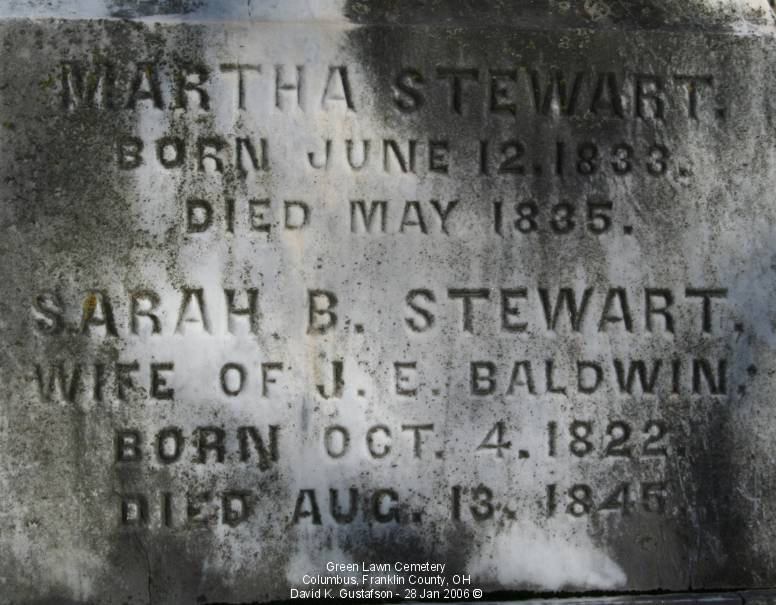 MARTHA STEWART.
BORN JUNE 12, 1833.
DIED MAY 1835.
SARAH B. STEWART.
WIFE OF J. E. BALDWIN.
BORN OCT. 4, 1822.
DIED AUG. 13, 1845.
Green Lawn Cemetery
Columbus, Franklin County, OH
David K. Gustafson - 28 Jan 2006 ©